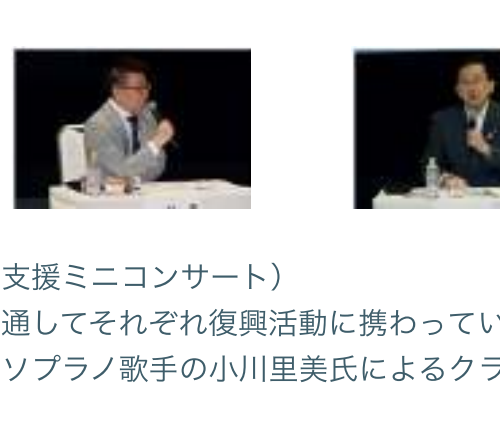 支援ミニコンサート）
通してそれぞれ復興活動に携わってい
ソプラノ歌手の小川里美氏によるクラ